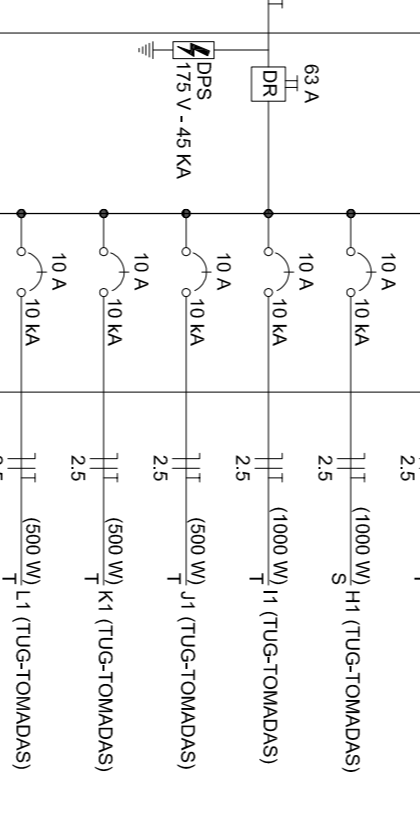 63 A
DR
DPS
175 V - 45 KA
10 A
10 kA
2.5
(1000 W)
S
H1 (TUG-TOMADAS)
10 A
10 kA
2.5
(1000 W)
T
I1 (TUG-TOMADAS)
10 A
10 kA
2.5
(500 W)
T
J1 (TUG-TOMADAS)
10 A
10 kA
2.5
(500 W)
T
K1 (TUG-TOMADAS)
10 A
10 kA
2.5
(500 W)
T
L1 (TUG-TOMADAS)
2.5